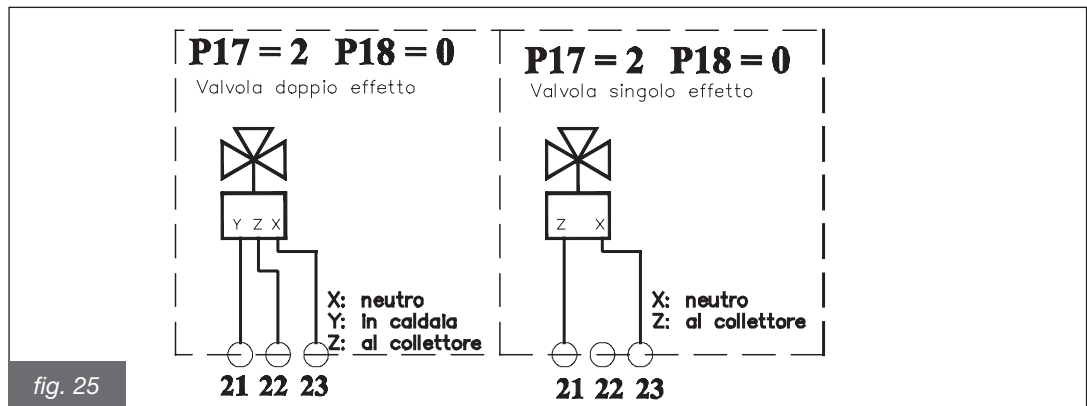 P17 = 2 P18 = 0
Valvola doppio effetto
Y Z X
X: neutro
Y: in caldaia
Z: al collettore
21 22 23
P17 = 2 P18 = 0
Valvola singolo effetto
Z X
X: neutro
Z: al collettore
21 22 23
fig. 25